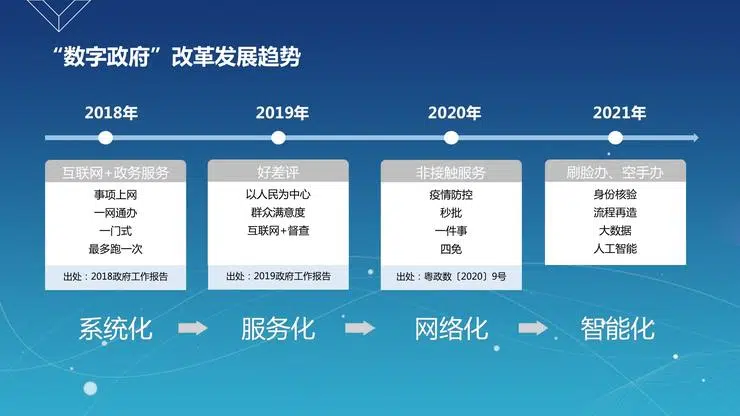 “数字政府”改革发展趋势
2018年
2019年
2020年
2021年
互联网+政务服务
事项上网
一网通办
一门式
最多跑一次
出处：2018政府工作报告
好差评
以人民为中心
群众满意度
互联网+督查
出处：2019政府工作报告
非接触服务
疫情防控
秒批
一件事
四免
出处：粤政数〔2020〕9号
刷脸办、空手办
身份核验
流程再造
大数据
人工智能
系统化
服务化
网络化
智能化